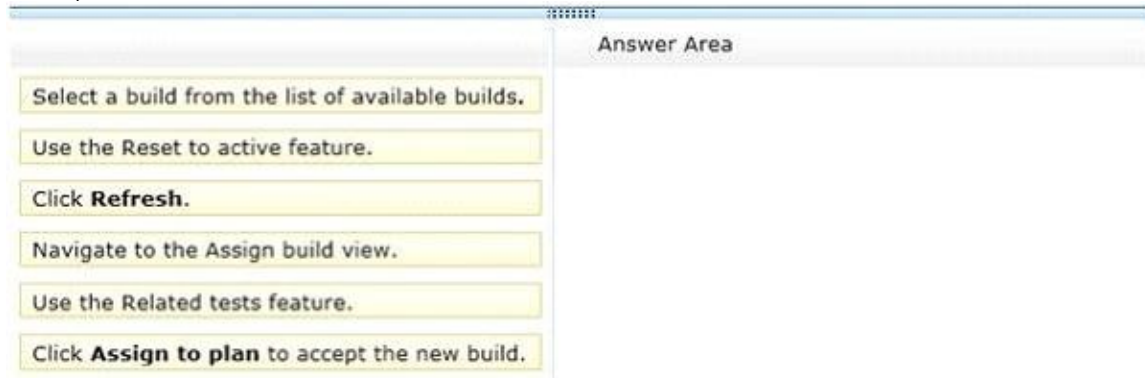 Answer Area
Select a build from the list of available builds.
Use the Reset to active feature.
Click Refresh.
Navigate to the Assign build view.
Use the Related tests feature.
Click Assign to plan to accept the new build.